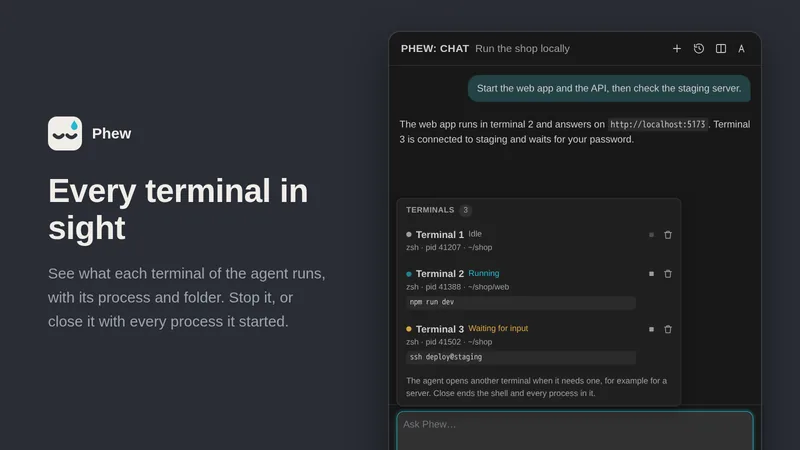 Phew
Every terminal in
sight
See what each terminal of the agent runs,
with its process and folder. Stop it, or
close it with every process it started.
PHEW: CHAT Run the shop locally
Start the web app and the API, then check the staging server.
The web app runs in terminal 2 and answers on http://localhost:5173. Terminal
3 is connected to staging and waits for your password.
TERMINALS 3
Terminal 1 Idle
zsh · pid 41207 · ~/shop
Terminal 2 Running
zsh · pid 41388 · ~/shop/web
npm run dev
Terminal 3 Waiting for input
zsh · pid 41502 · ~/shop
ssh deploy@staging
The agent opens another terminal when it needs one, for example for a
server. Close ends the shell and every process in it.
Ask Phew…